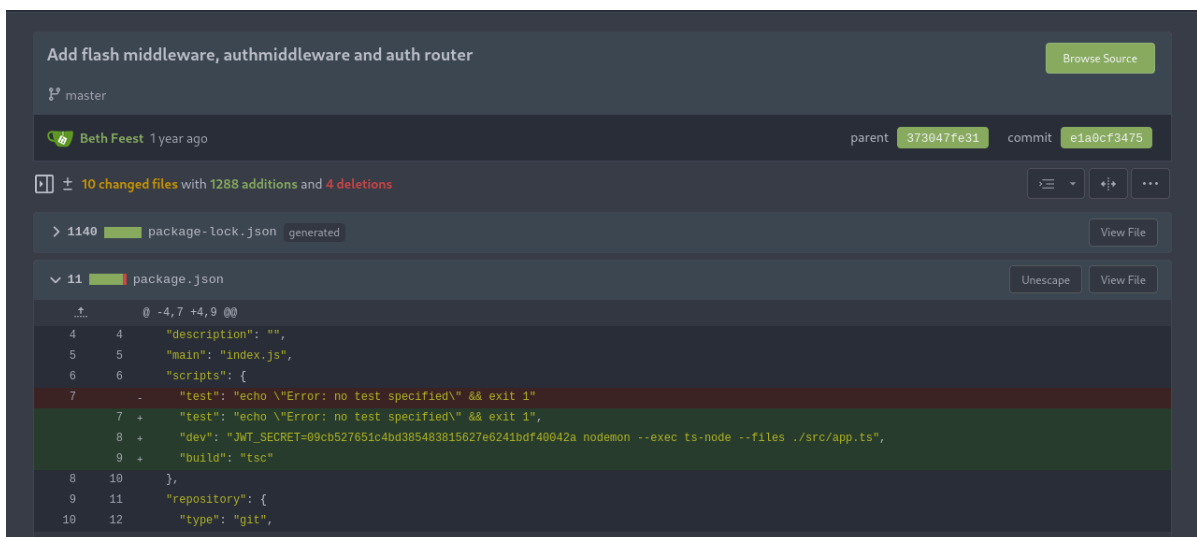 Add flash middleware, authmiddleware and auth router
Browse Source
master
Beth Feest 1 year ago
parent 373047fe31 commit e1a0cf3475
± 10 changed files with 1288 additions and 4 deletions
1140 package-lock.json generated
View File
11 package.json
Unescape
View File
@ -4,7 +4,9 @@
4 4 "description": "",
5 5 "main": "index.js",
6 6 "scripts": {
7 - "test": "echo \"Error: no test specified\" && exit 1"
7 + "test": "echo \"Error: no test specified\" && exit 1",
8 + "dev": "JWT_SECRET=09cb527651c4bd385483815627e6241bdf40042a nodemon --exec ts-node --files ./src/app.ts",
9 + "build": "tsc"
8 10 },
9 11 "repository": {
10 12 "type": "git",